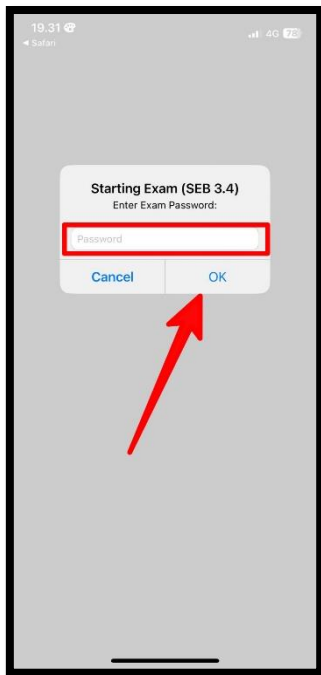 19.31
4G 78
◄ Safari
Starting Exam (SEB 3.4)
Enter Exam Password:
Password
Cancel OK